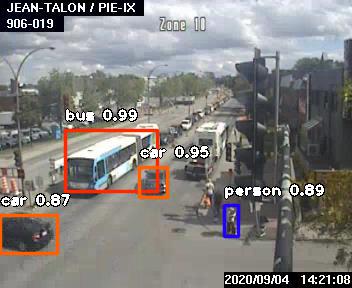 JEAN-TALON / PIE-IX
906-019
Zone 10
bus 0.99
car 0.95
person 0.89
car 0.87
2020/09/04 14:21:08